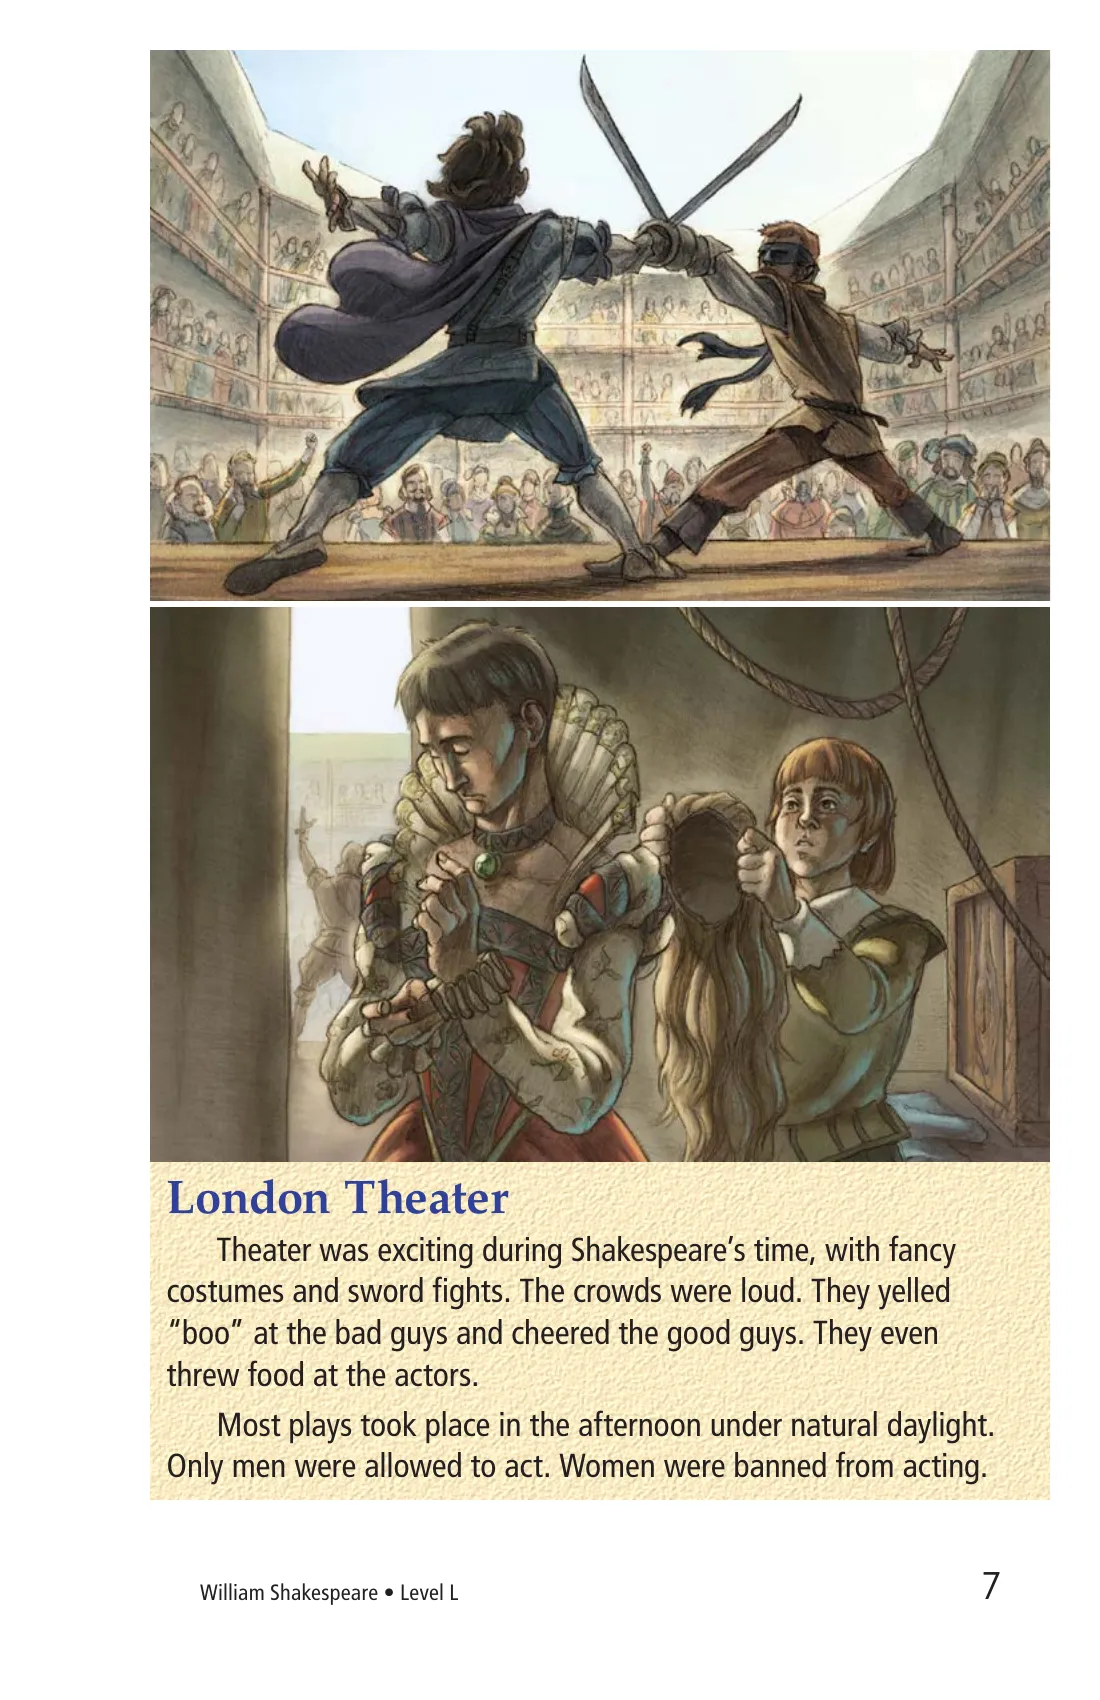 London Theater
Theater was exciting during Shakespeare’s time, with fancy
costumes and sword fights. The crowds were loud. They yelled
“boo” at the bad guys and cheered the good guys. They even
threw food at the actors.
Most plays took place in the afternoon under natural daylight.
Only men were allowed to act. Women were banned from acting.
William Shakespeare • Level L
7